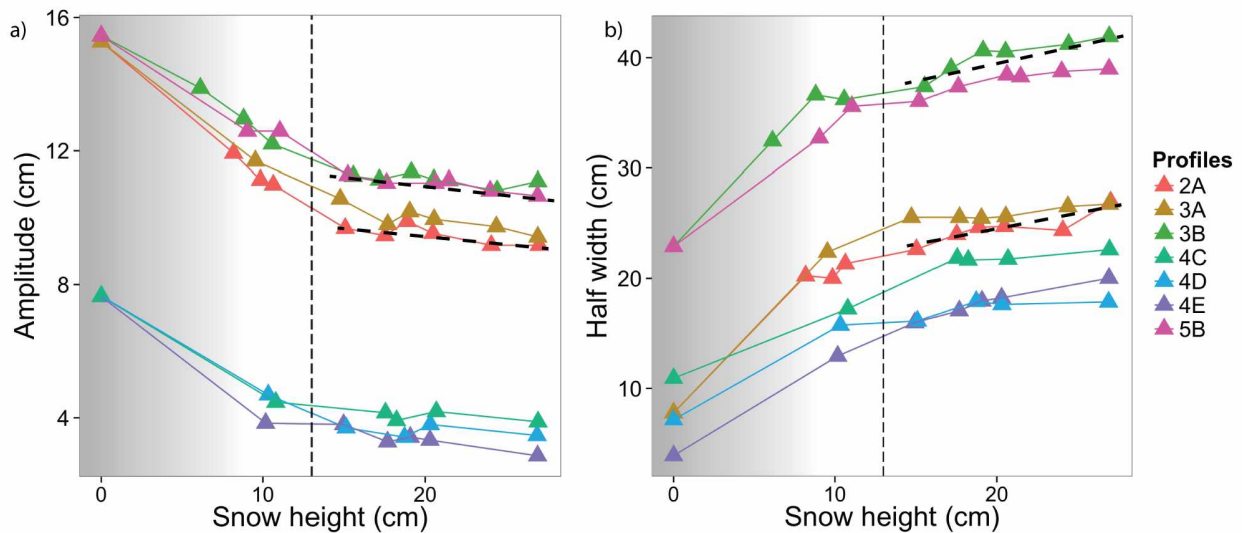 a)
16
12
8
4
Amplitude (cm)
0 10 20
Snow height (cm)
b)
40
30
20
10
Half width (cm)
0 10 20
Snow height (cm)
Profiles
2A
3A
3B
4C
4D
4E
5B